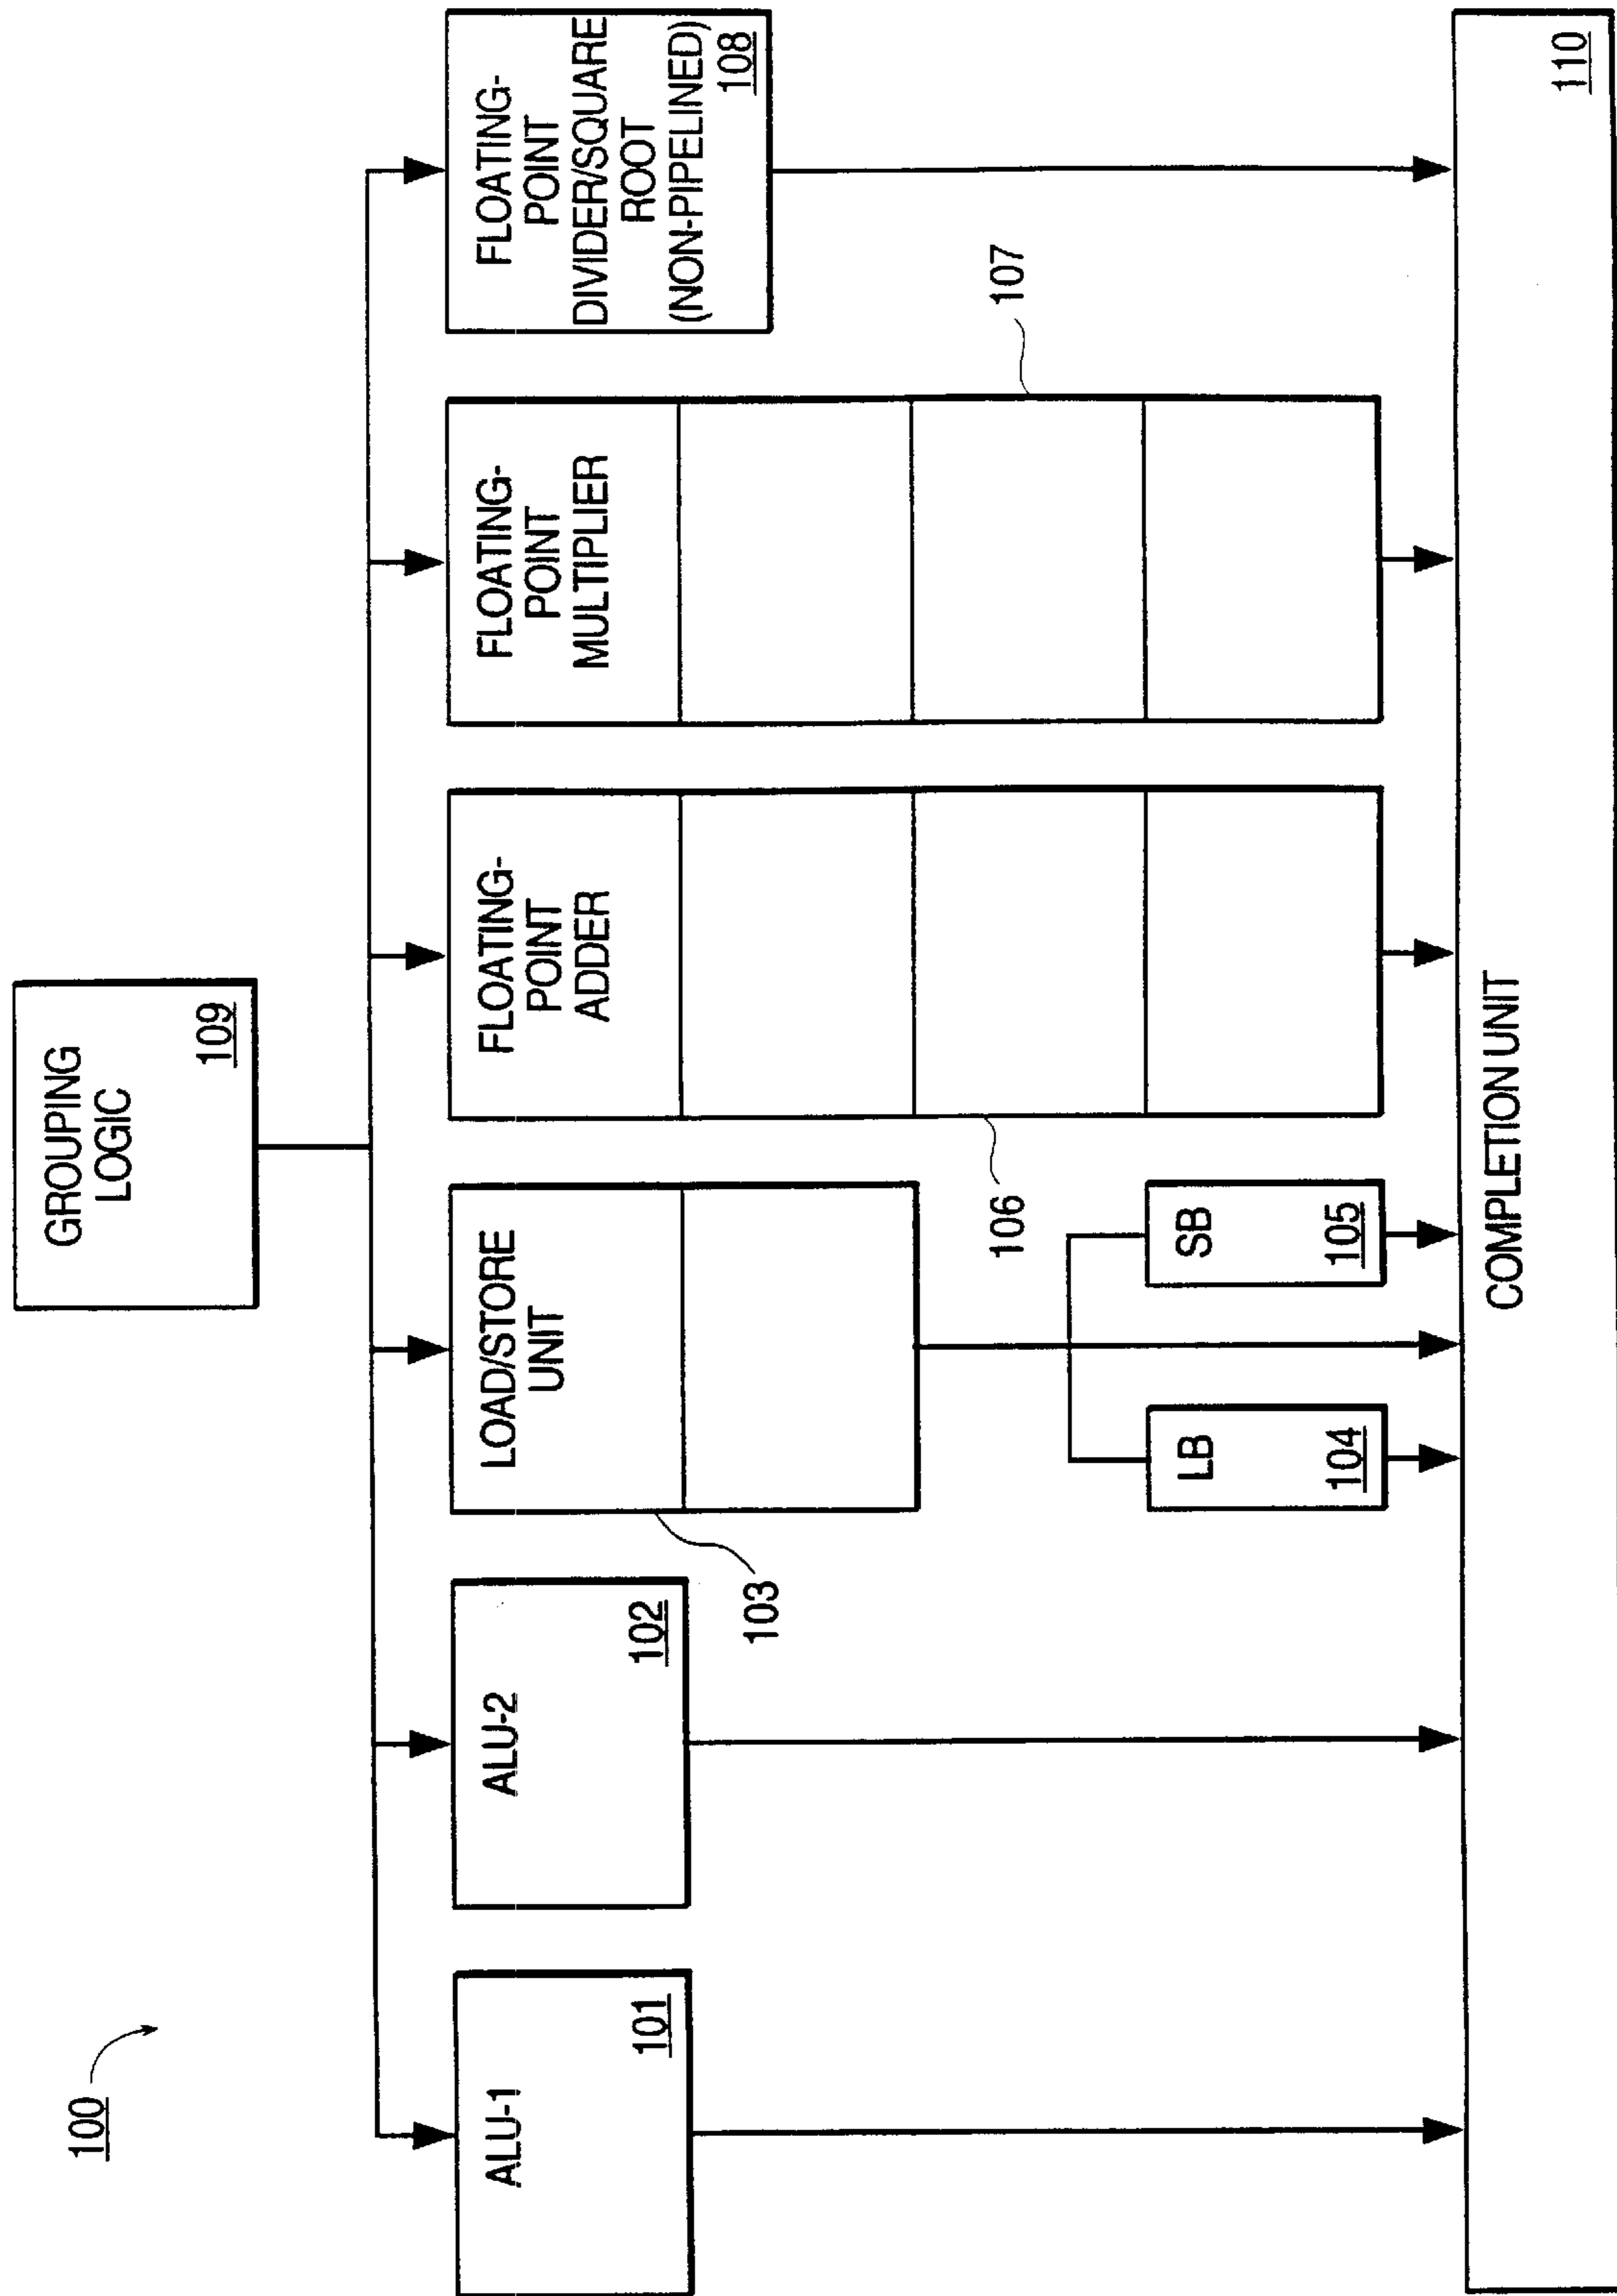 100
GROUPING
LOGIC
109
ALU-1
101
ALU-2
102
LOAD/STORE
UNIT
103
LB
104
SB
105
FLOATING-
POINT
ADDER
106
FLOATING-
POINT
MULTIPLIER
107
FLOATING-
POINT
DIVIDER/SQUARE
ROOT
(NON-PIPELINED)
108
COMPLETION UNIT
110